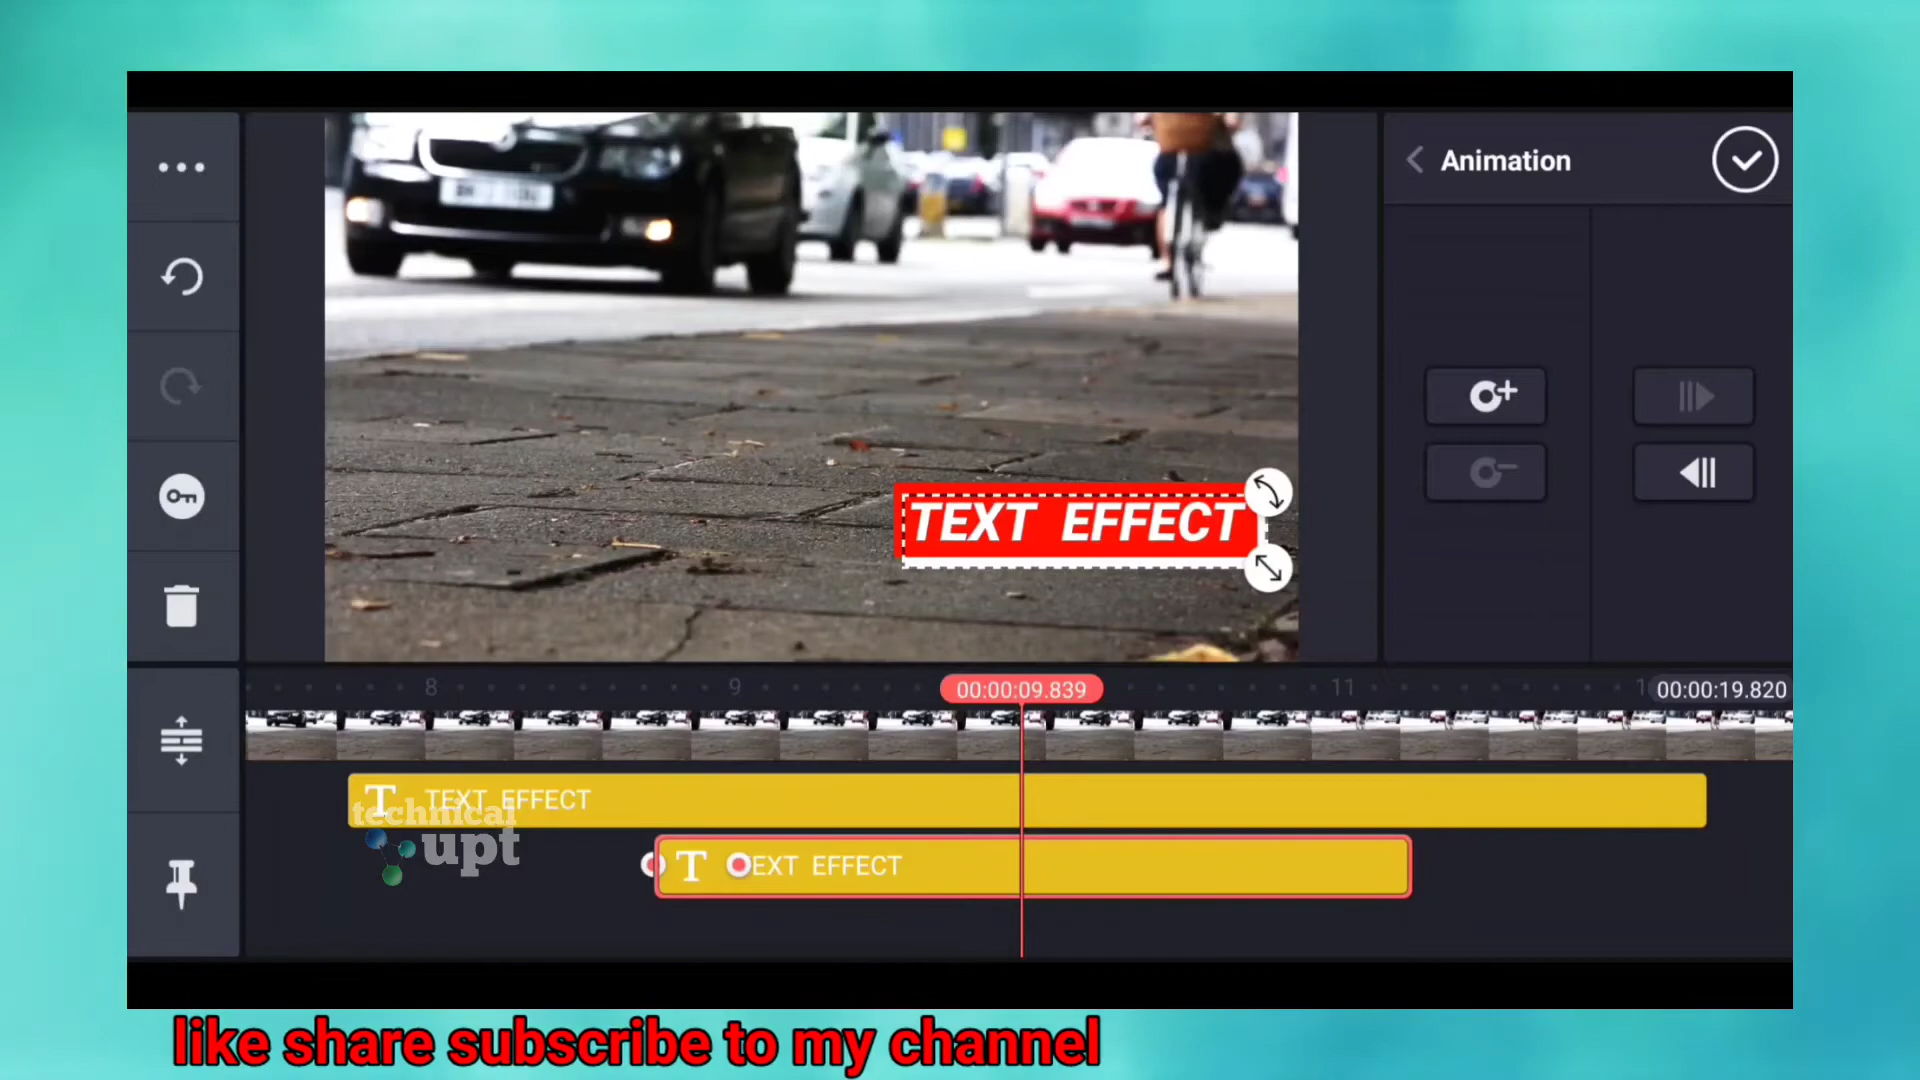 Animation
TEXT EFFECT
8
9
00:00:09.839
11
1
00:00:19.820
TEXT EFFECT
technical
upt
T EXT EFFECT
like share subscribe to my channel